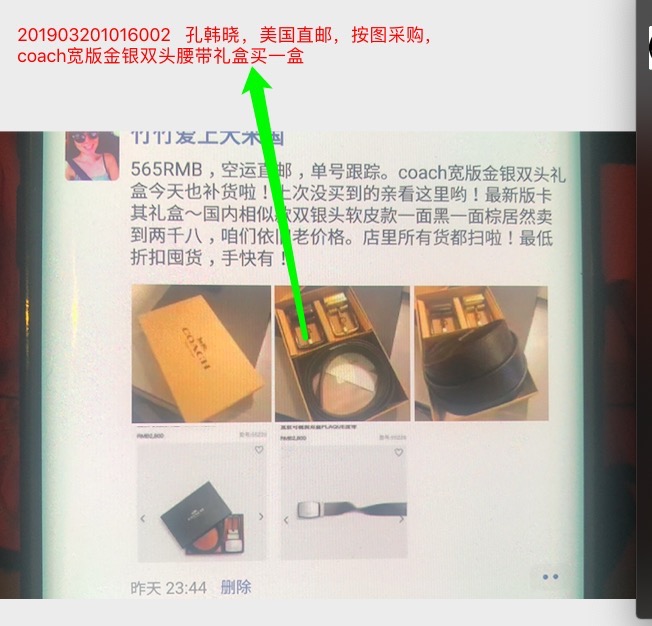 201903201016002 孔韩晓，美国直邮，按图采购，
coach宽版金银双头腰带礼盒买一盒
竹竹爱上大米国
565RMB，空运直邮，单号跟踪。coach宽版金银双头礼
盒今天也补货啦！上次没买到的亲看这里哟！最新版卡
其礼盒～国内相似款双银头软皮款一面黑一面棕居然卖
到两千八，咱们依旧老价格。店里所有货都扫啦！最低
折扣囤货，手快有！
COACH
RMB2,800
RMB2,800
昨天 23:44 删除